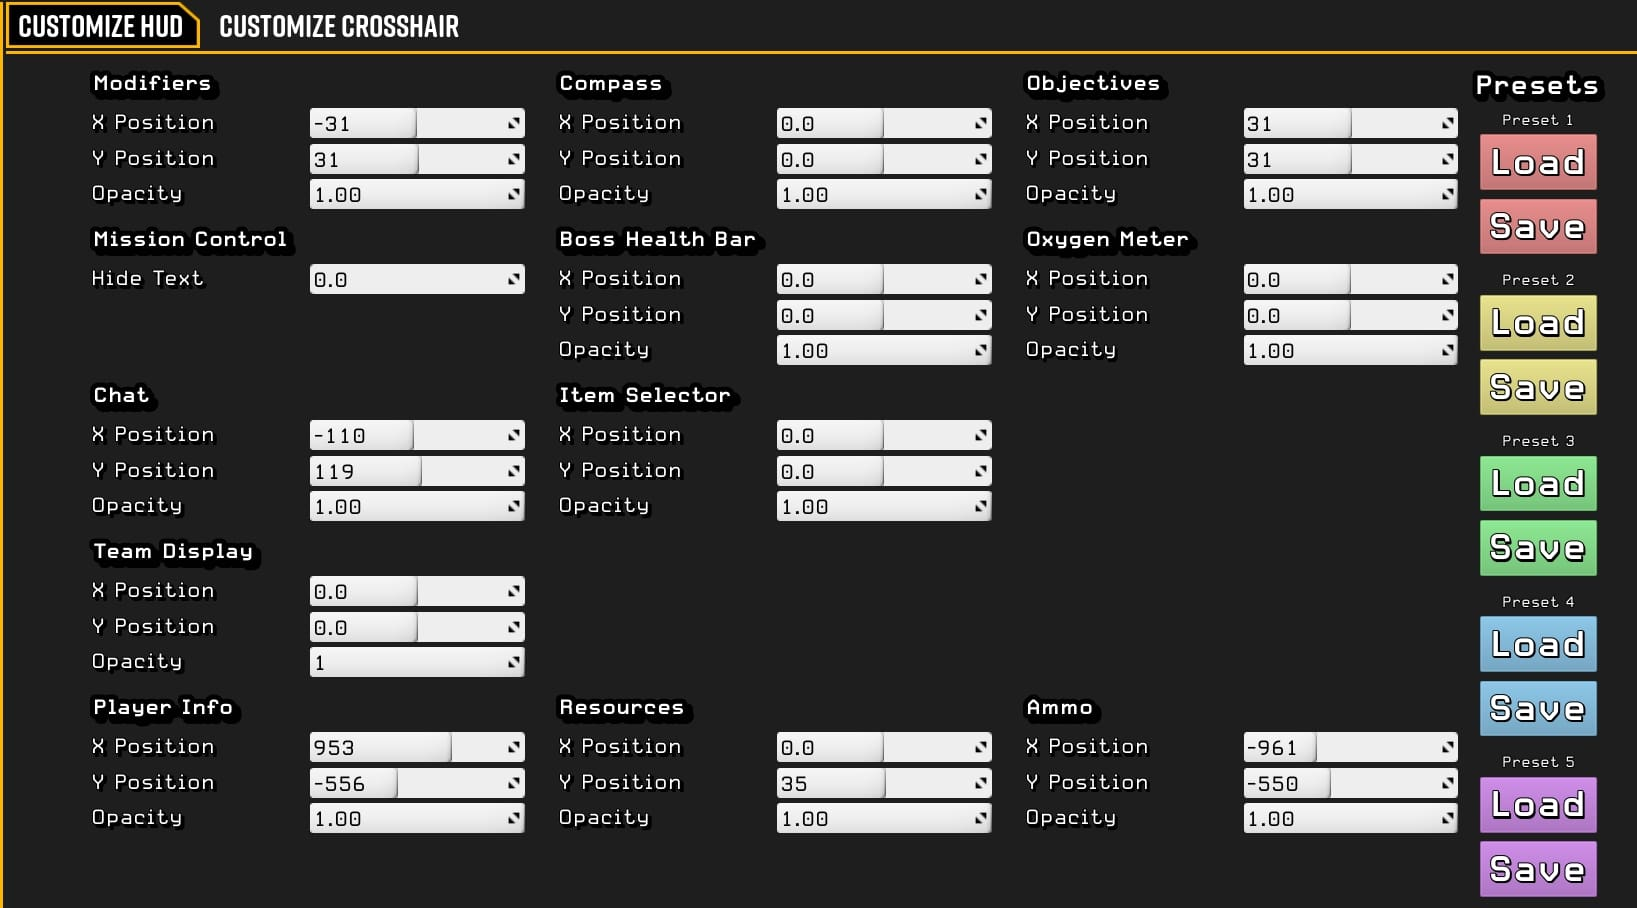 CUSTOMIZE HUD CUSTOMIZE CROSSHAIR
Modifiers Compass Objectives Presets
X Position -31 X Position 0.0 X Position 31 Preset 1
Y Position 31 Y Position 0.0 Y Position 31 Load
Opacity 1.00 Opacity 1.00 Opacity 1.00
Mission Control Boss Health Bar Oxygen Meter Save
Hide Text 0.0 X Position 0.0 X Position 0.0 Preset 2
Y Position 0.0 Y Position 0.0 Load
Opacity 1.00 Opacity 1.00
Chat Item Selector Save
X Position -110 X Position 0.0 Preset 3
Y Position 119 Y Position 0.0 Load
Opacity 1.00 Opacity 1.00
Team Display Save
X Position 0.0 Preset 4
Y Position 0.0 Load
Opacity 1
Player Info Resources Ammo Save
X Position 953 X Position 0.0 X Position -961 Preset 5
Y Position -556 Y Position 35 Y Position -550 Load
Opacity 1.00 Opacity 1.00 Opacity 1.00
Save